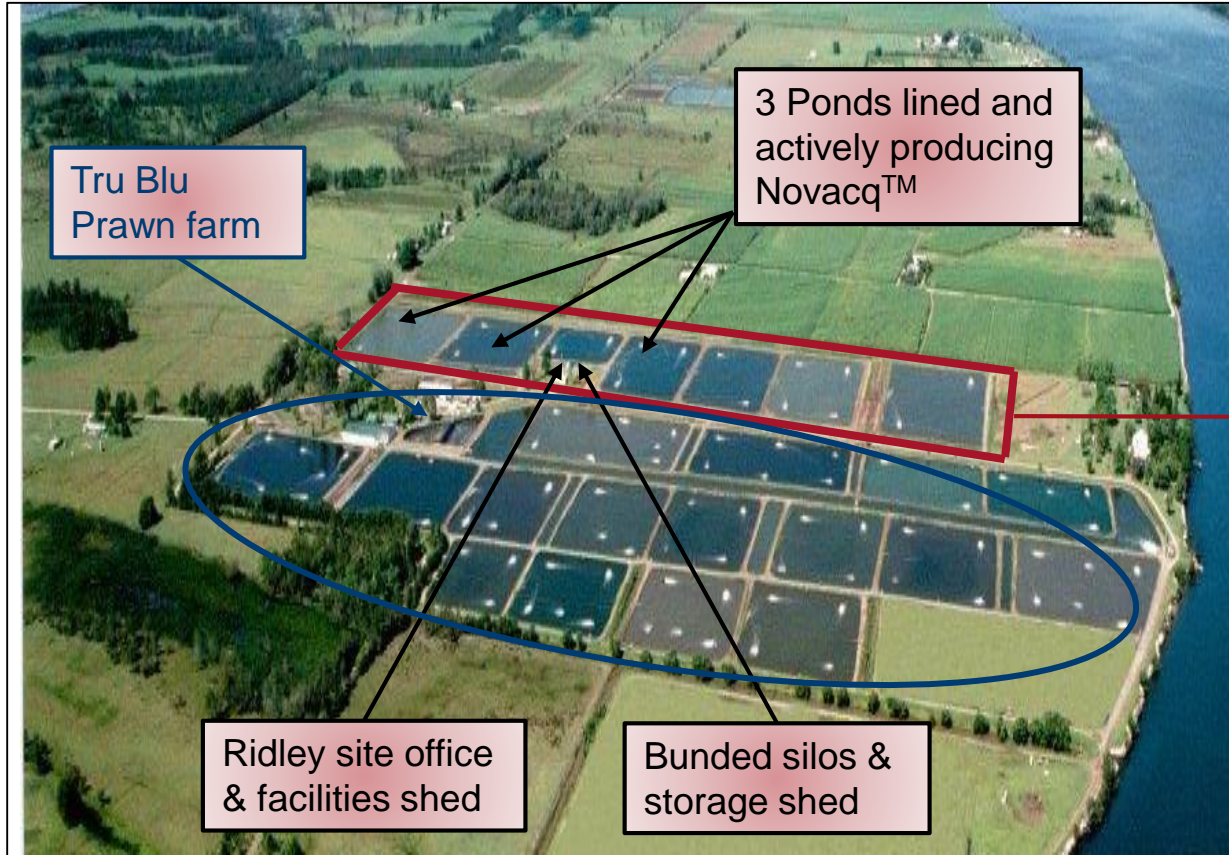 3 Ponds lined and
actively producing
Novacq™
Tru Blu
Prawn farm
Ridley site office
& facilities shed
Bunded silos &
storage shed